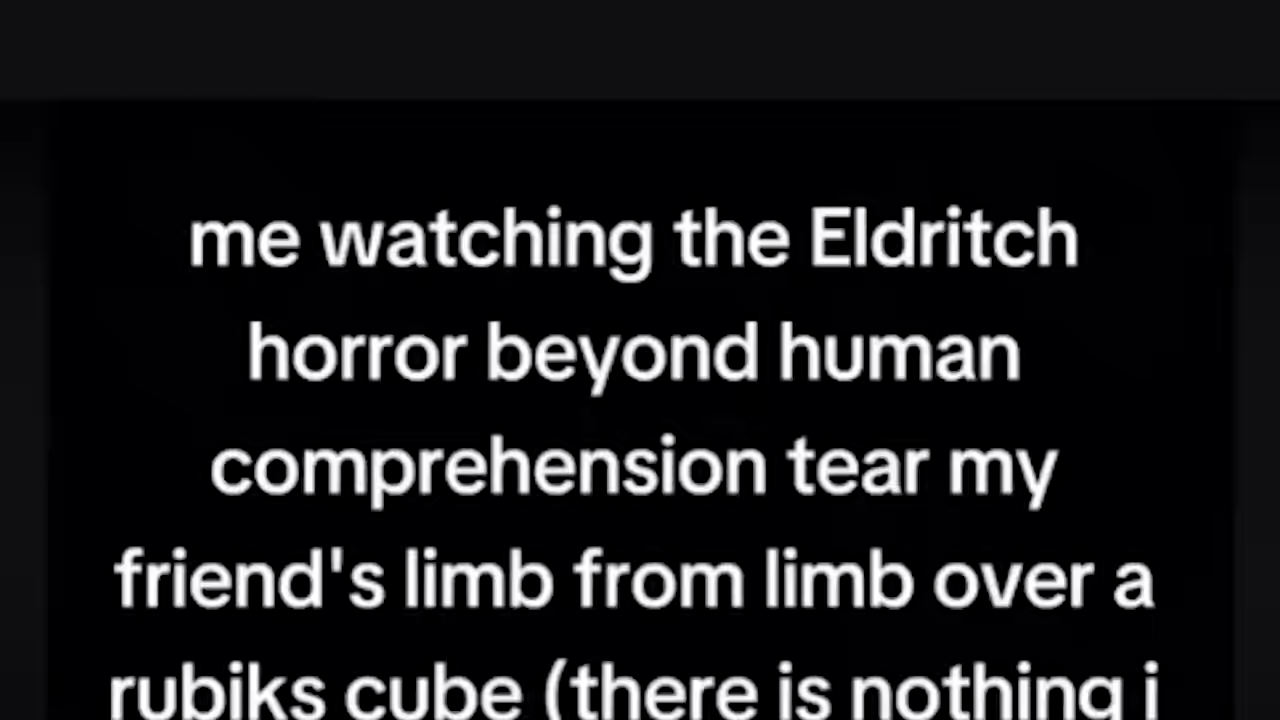 me watching the Eldritch
horror beyond human
comprehension tear my
friend's limb from limb over a
rubiks cube (there is nothing i